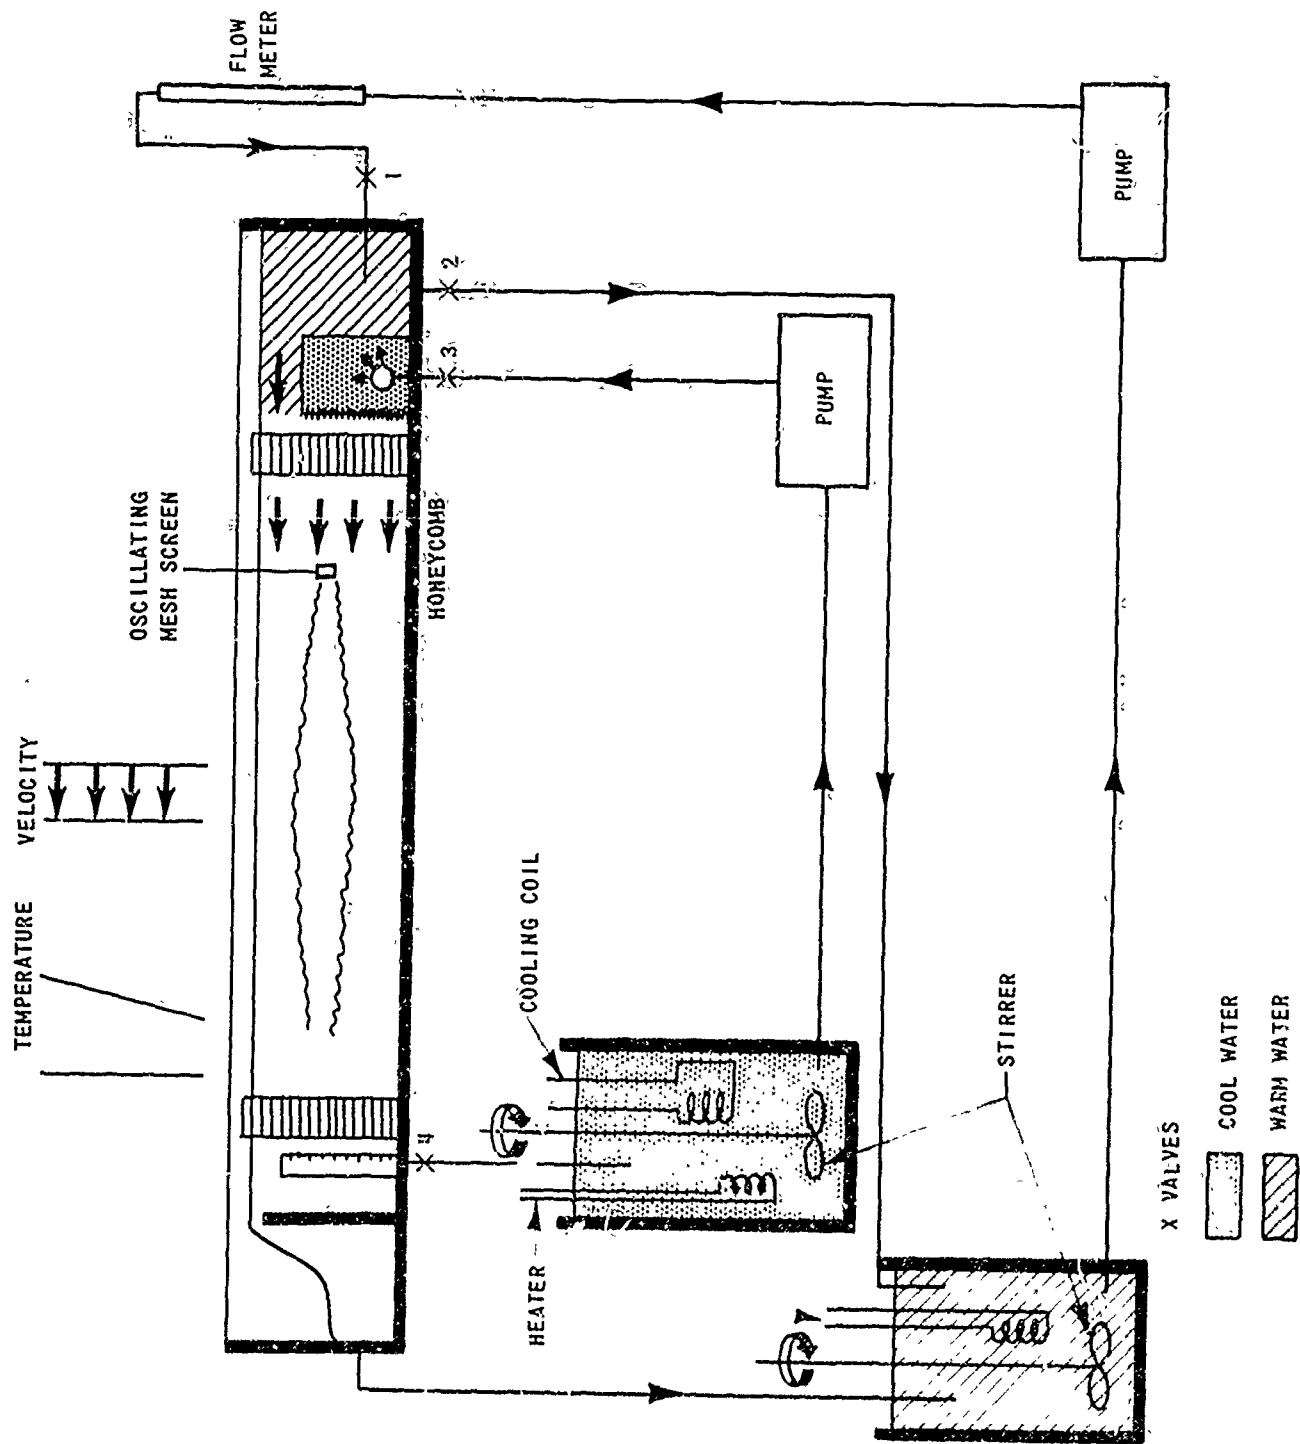 FLOW
METER
1
2
3
PUMP
PUMP
OSCILLATING
MESH SCREEN
HONEYCOMB
VELOCITY
TEMPERATURE
COOLING COIL
4
HEATER
STIRRER
X VALVES
COOL WATER
WARM WATER